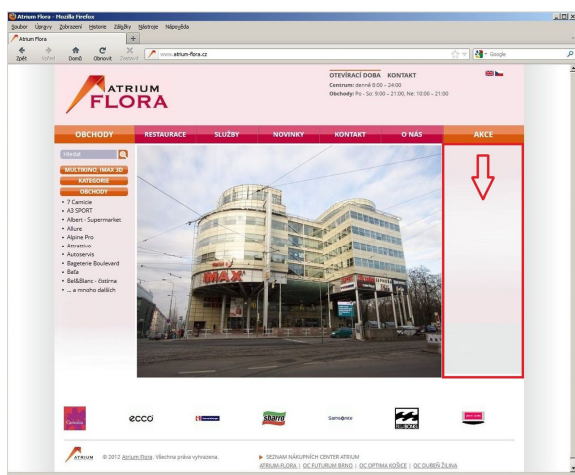 Atrium Flora - Mozilla Firefox
Soubor Úpravy Zobrazení Historie Záložky Nástroje Nápověda
Atrium Flora
Zpět Vpřed Domů Obnovit Zastavit www.atrium-flora.cz Google
ATRIUM
FLORA
OTEVÍRACÍ DOBA KONTAKT
Centrum: denně 8:00 – 24:00
Obchody: Po - So: 9:00 – 21:00, Ne: 10:00 – 21:00
OBCHODY RESTAURACE SLUŽBY NOVINKY KONTAKT O NÁS AKCE
Hledat
MULTIKINO, IMAX 3D
KATEGORIE
OBCHODY
7 Camicie
A3 SPORT
Albert - Supermarket
Allure
Alpine Pro
Attrattivo
Autoservis
Bageterie Boulevard
Baťa
Bel&Blanc - čistírna
... a mnoho dalších
IMAX
ecco sbarro Samsonite BILLABONG
ATRIUM © 2012 Atrium Flora. Všechna práva vyhrazena.
SEZNAM NÁKUPNÍCH CENTER ATRIUM
ATRIUM-FLORA | OC FUTURUM BRNO | OC OPTIMA KOŠICE | OC DUBEŇ ŽILINA